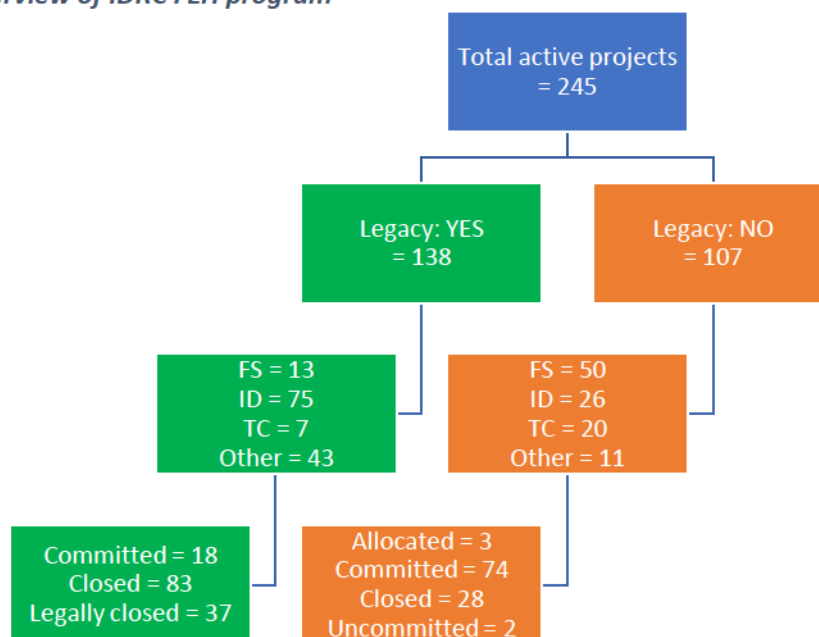 of IDRC
Total active projects
= 245
Legacy: YES
= 138
Legacy: NO
= 107
FS = 13
ID = 75
TC = 7
Other = 43
FS = 50
ID = 26
TC = 20
Other = 11
Committed = 18
Closed = 83
Legally closed = 37
Allocated = 3
Committed = 74
Closed = 28
Uncommitted = 2